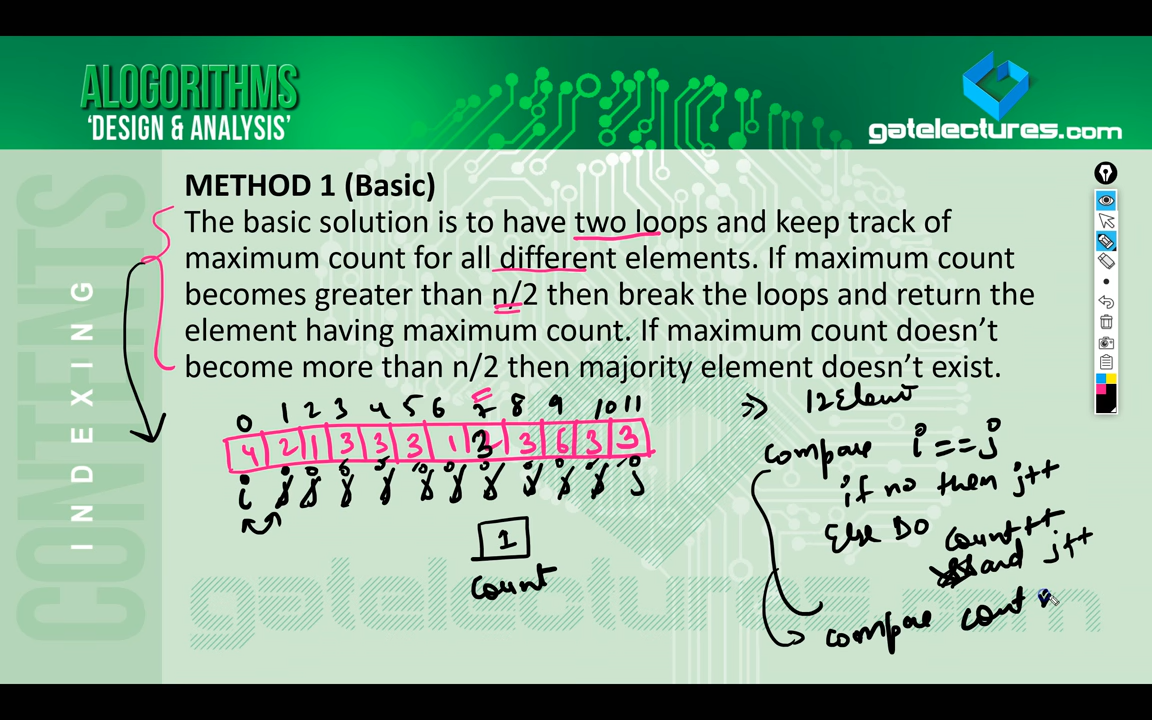 ALOGORITHMS
'DESIGN & ANALYSIS'
gatelectures.com
CONTENTS
INDEXING
METHOD 1 (Basic)
The basic solution is to have two loops and keep track of
maximum count for all different elements. If maximum count
becomes greater than n/2 then break the loops and return the
element having maximum count. If maximum count doesn't
become more than n/2 then majority element doesn't exist.
0 1 2 3 4 5 6 7 8 9 10 11
4 2 1 3 3 3 1 3 3 6 3 3
i j j j j j j j j j j j
1
count
=> 12 Element
compare i==j
if no then j++
Else DO count++
and j++
compare cont
gatelectures.com